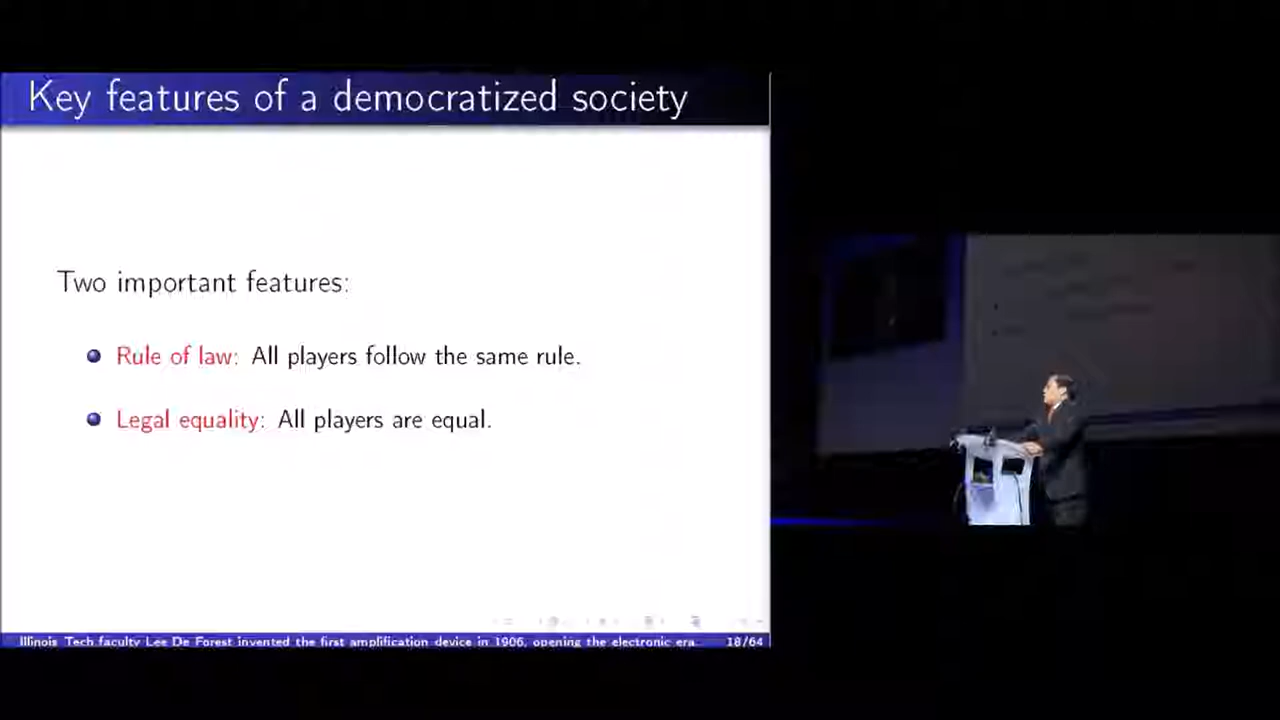 Key features of a democratized society
Two important features:
Rule of law: All players follow the same rule.
Legal equality: All players are equal.
Illinois Tech faculty Lee De Forest invented the first amplification device in 1906, opening the electronic era. 18/64